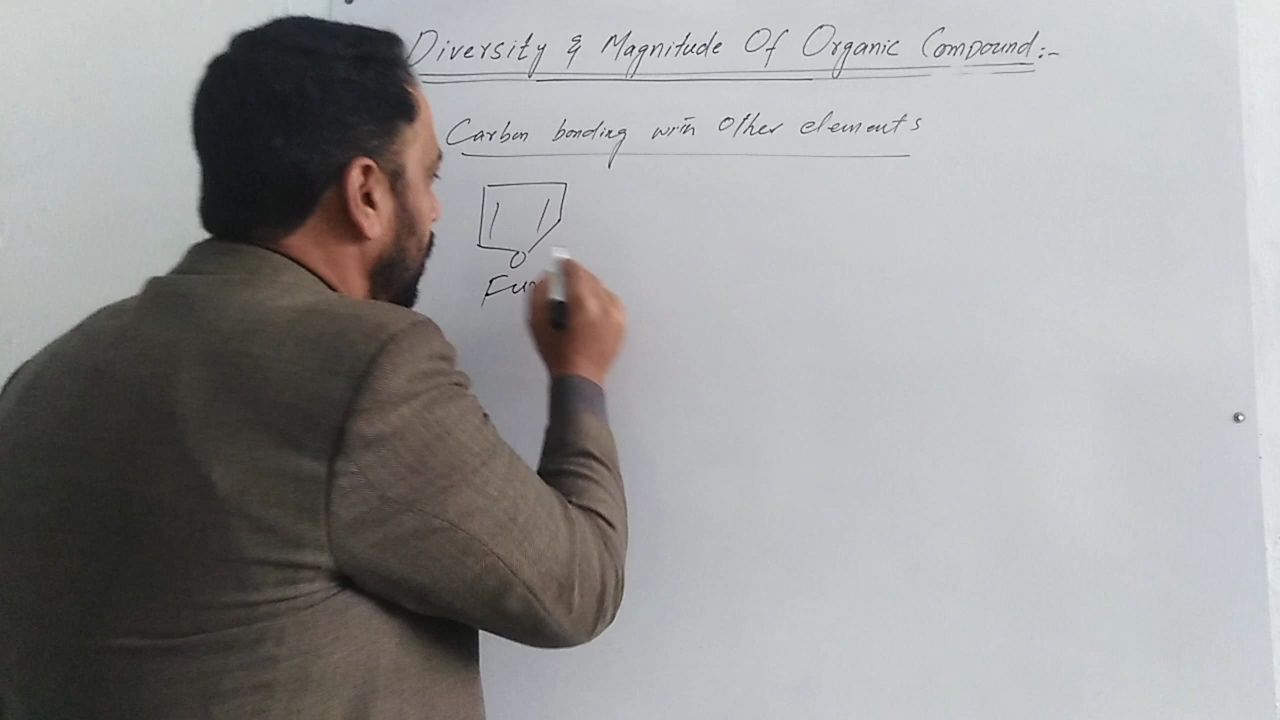 Diversity & Magnitude Of Organic Compound:-
Carbon bonding with Other elements
O
Fu